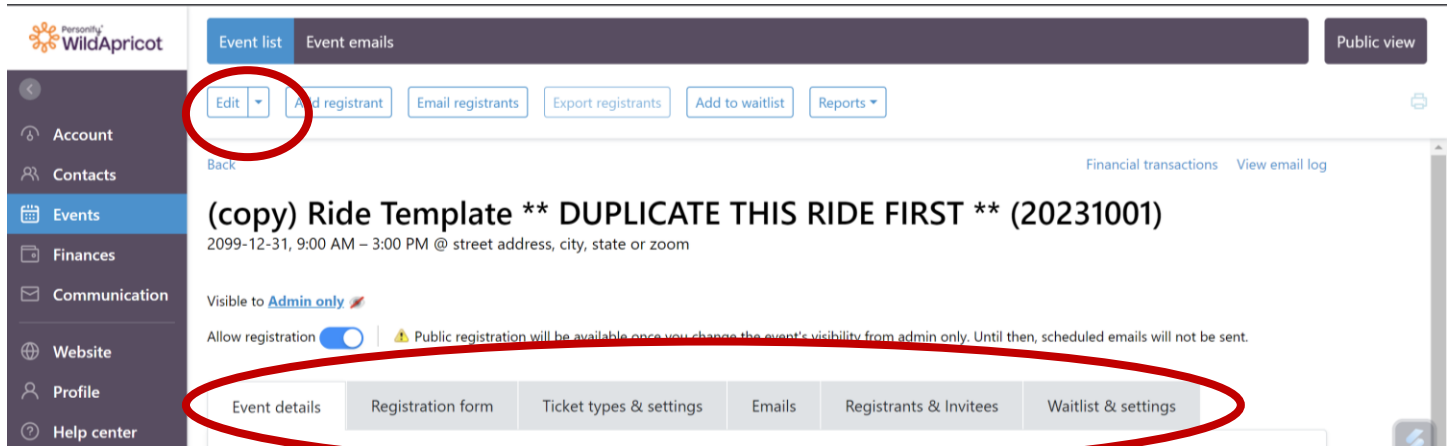 Personify
WildApricot
Event list Event emails Public view
Edit Add registrant Email registrants Export registrants Add to waitlist Reports
Account
Contacts
Events
Finances
Communication
Website
Profile
Help center
Back Financial transactions View email log
(copy) Ride Template ** DUPLICATE THIS RIDE FIRST ** (20231001)
2099-12-31, 9:00 AM – 3:00 PM @ street address, city, state or zoom
Visible to Admin only
Allow registration Public registration will be available once you change the event's visibility from admin only. Until then, scheduled emails will not be sent.
Event details Registration form Ticket types & settings Emails Registrants & Invitees Waitlist & settings